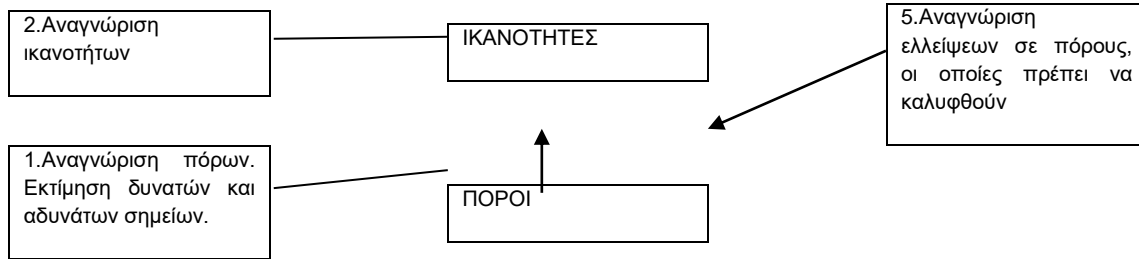 2.Αναγνώριση
ικανοτήτων
ΙΚΑΝΟΤΗΤΕΣ
5.Αναγνώριση
ελλείψεων σε πόρους,
οι οποίες πρέπει να
καλυφθούν
1.Αναγνώριση πόρων.
Εκτίμηση δυνατών και
αδυνάτων σημείων.
ΠΟΡΟΙ